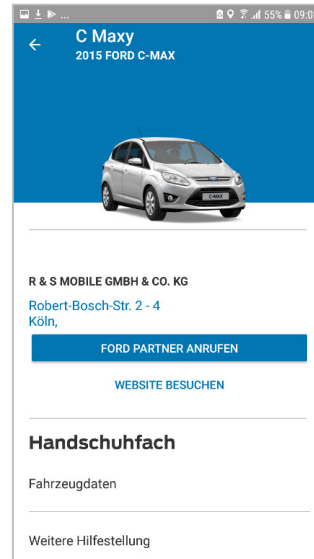 55% 09:0
C Maxy
2015 FORD C-MAX
C-MAX
R & S MOBILE GMBH & CO. KG
Robert-Bosch-Str. 2 - 4
Köln,
FORD PARTNER ANRUFEN
WEBSITE BESUCHEN
Handschuhfach
Fahrzeugdaten
Weitere Hilfestellung